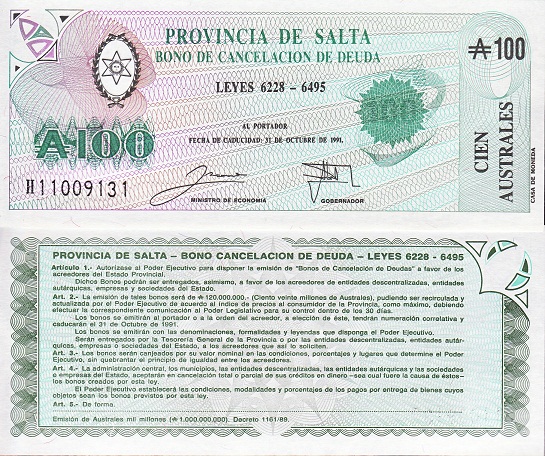 PROVINCIA DE SALTA
BONO DE CANCELACION DE DEUDA
LEYES 6228 - 6495
₳ 100
AL PORTADOR
FECHA DE CADUCIDAD: 31 DE OCTUBRE DE 1991.
100
₳100
H11009131
MINISTRO DE ECONOMIA
GOBERNADOR
CIEN
AUSTRALES
CASA DE MONEDA
PROVINCIA DE SALTA – BONO CANCELACION DE DEUDA – LEYES 6228 - 6495
Artículo 1.- Autorízase al Poder Ejecutivo para disponer la emisión de "Bonos de Cancelación de Deudas" a favor de los
acreedores del Estado Provincial.
Dichos Bonos podrán ser entregados, asimismo, a favor de los acreedores de entidades descentralizadas, entidades
autárquicas, empresas y sociedades del Estado.
Art. 2.- La emisión de tales bonos será de ₳ 120.000.000.- (Ciento veinte millones de Australes), pudiendo ser recirculada y
actualizada por el Poder Ejecutivo de acuerdo al índice de precios al consumidor de la Provincia, como máximo, debiendo
efectuar la correspondiente comunicación al Poder Legislativo para su control dentro de los 30 días.
Los bonos se emitirán al portador o a la orden del acreedor, a elección de éste, tendrán numeración correlativa y
caducarán el 31 de Octubre de 1991.
Los bonos se emitirán con las denominaciones, formalidades y leyendas que disponga el Poder Ejecutivo.
Serán entregados por la Tesorería General de la Provincia o por las entidades descentralizadas, entidades autár-
quicas, empresas o sociedades del Estado, a los acreedores que así lo soliciten.
Art. 3.- Los bonos serán canjeados por su valor nominal en las condiciones, porcentajes y lugares que determine el Poder
Ejecutivo, sin quebrantar el principio de igualdad entre los acreedores.
Art. 4.- La administración central, los municipios, las entidades descentralizadas, las entidades autárquicas y las sociedades
o empresas del Estado, aceptarán en cancelación total o parcial de sus créditos en dinero –sea cual fuere la causa de éstos–
los bonos creados por esta ley.
El Poder Ejecutivo establecerá las condiciones, modalidades y porcentajes de los pagos por entrega de bienes cuyos
objetos sean los bonos previstos por esta ley.
Art. 5.- De forma.
Emisión de Australes mil millones (₳ 1.000.000.000). Decreto 1161/89.